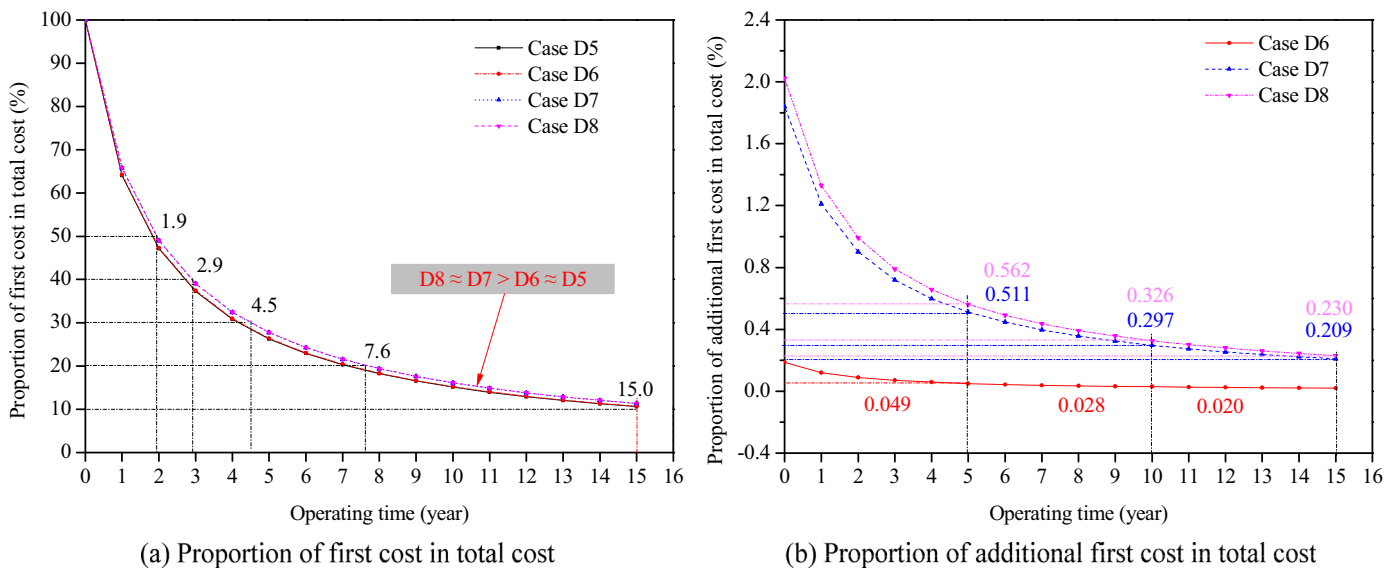 Proportion of first cost in total cost (%)
100
90
80
70
60
50
40
30
20
10
0
Case D5
Case D6
Case D7
Case D8
1.9
2.9
4.5
7.6
15.0
D8 ≈ D7 > D6 ≈ D5
0 1 2 3 4 5 6 7 8 9 10 11 12 13 14 15 16
Operating time (year)
(a) Proportion of first cost in total cost
Proportion of additional first cost in total cost (%)
2.4
2.0
1.6
1.2
0.8
0.4
0.0
-0.4
Case D6
Case D7
Case D8
0.562
0.511
0.326
0.297
0.230
0.209
0.049
0.028
0.020
0 1 2 3 4 5 6 7 8 9 10 11 12 13 14 15 16
Operating time (year)
(b) Proportion of additional first cost in total cost